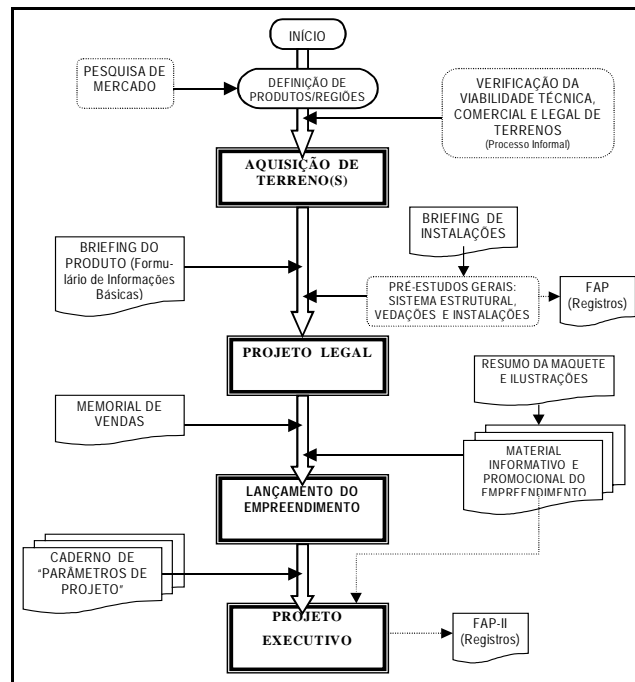 INÍCIO
PESQUISA DE
MERCADO
DEFINIÇÃO DE
PRODUTOS/REGIÕES
VERIFICAÇÃO DA
VIABILIDADE TÉCNICA,
COMERCIAL E LEGAL DE
TERRENOS
(Processo Informal)
AQUISIÇÃO DE
TERRENO(S)
BRIEFING DE
INSTALAÇÕES
BRIEFING DO
PRODUTO (Formu-
lário de Informações
Básicas)
PRÉ-ESTUDOS GERAIS:
SISTEMA ESTRUTURAL,
VEDAÇÕES E INSTALAÇÕES
FAP
(Registros)
PROJETO LEGAL
RESUMO DA MAQUETE
E ILUSTRAÇÕES
MEMORIAL DE
VENDAS
MATERIAL
INFORMATIVO E
PROMOCIONAL DO
EMPREENDIMENTO
LANÇAMENTO DO
EMPREENDIMENTO
CADERNO DE
“PARÂMETROS DE
PROJETO”
PROJETO
EXECUTIVO
FAP-II
(Registros)